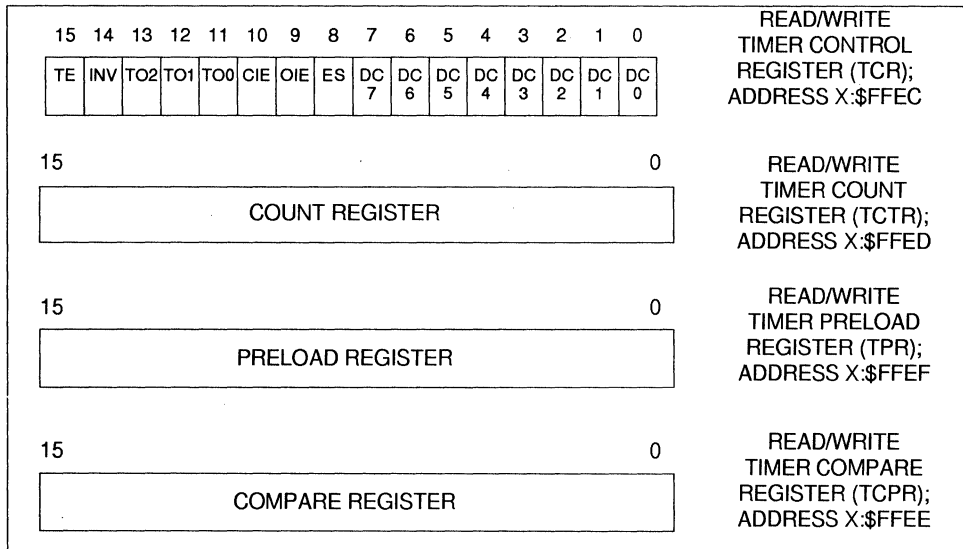 15 14 13 12 11 10 9 8 7 6 5 4 3 2 1 0
TE INV TO2 TO1 TO0 CIE OIE ES DC 7 DC 6 DC 5 DC 4 DC 3 DC 2 DC 1 DC 0
READ/WRITE
TIMER CONTROL
REGISTER (TCR);
ADDRESS X:$FFEC
15 0
COUNT REGISTER
READ/WRITE
TIMER COUNT
REGISTER (TCTR);
ADDRESS X:$FFED
15 0
PRELOAD REGISTER
READ/WRITE
TIMER PRELOAD
REGISTER (TPR);
ADDRESS X:$FFEF
15 0
COMPARE REGISTER
READ/WRITE
TIMER COMPARE
REGISTER (TCPR);
ADDRESS X:$FFEE